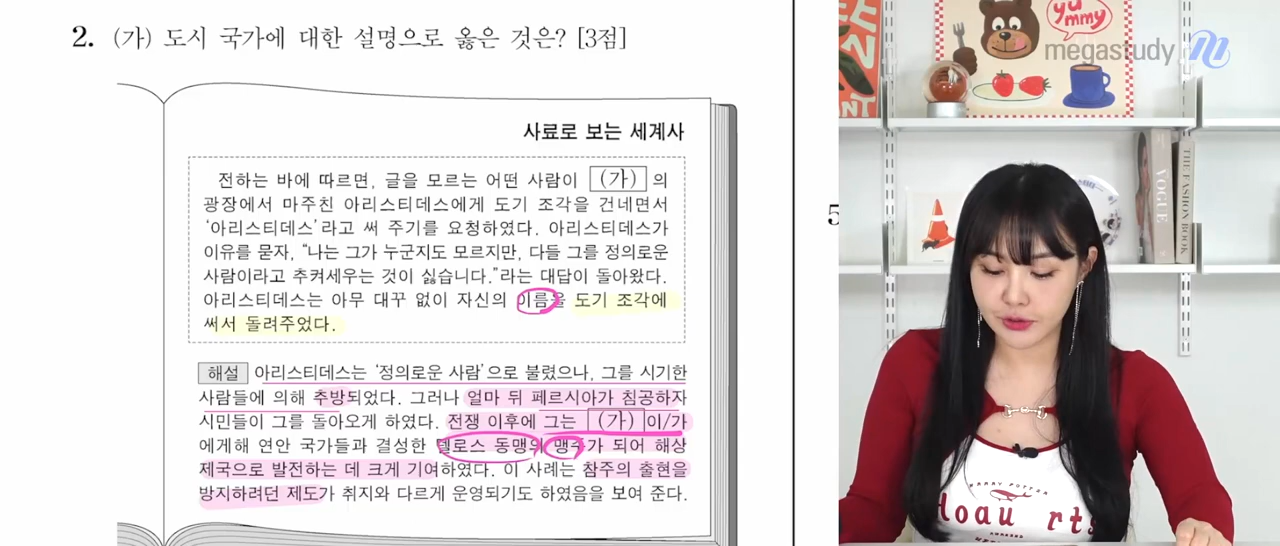 2. (가) 도시 국가에 대한 설명으로 옳은 것은? [3점]
사료로 보는 세계사
전하는 바에 따르면, 글을 모르는 어떤 사람이 (가) 의
광장에서 마주친 아리스티데스에게 도기 조각을 건네면서
‘아리스티데스’라고 써 주기를 요청하였다. 아리스티데스가
이유를 묻자, “나는 그가 누군지도 모르지만, 다들 그를 정의로운
사람이라고 추켜세우는 것이 싫습니다.”라는 대답이 돌아왔다.
아리스티데스는 아무 대꾸 없이 자신의 이름을 도기 조각에
써서 돌려주었다.
해설 아리스티데스는 ‘정의로운 사람’으로 불렸으나, 그를 시기한
사람들에 의해 추방되었다. 그러나 얼마 뒤 페르시아가 침공하자
시민들이 그를 돌아오게 하였다. 전쟁 이후에 그는 (가) 이/가
에게해 연안 국가들과 결성한 델로스 동맹의 맹주가 되어 해상
제국으로 발전하는 데 크게 기여하였다. 이 사례는 참주의 출현을
방지하려던 제도가 취지와 다르게 운영되기도 하였음을 보여 준다.
5
yummy
megastudy
VOGUE
THE FASHION BOOK
HARRY POTTER